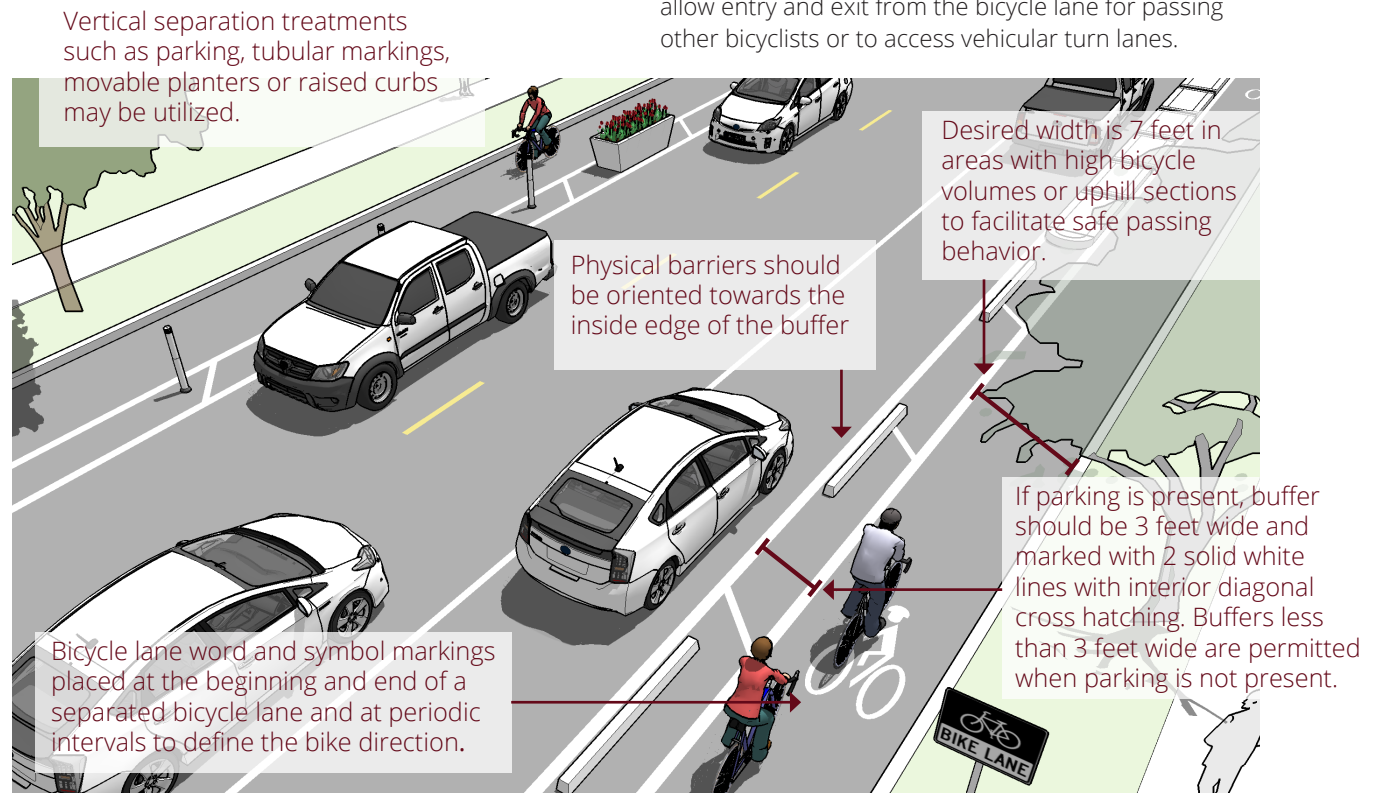 Vertical separation treatments
such as parking, tubular markings,
movable planters or raised curbs
may be utilized.
allow entry and exit from the bicycle lane for passing
other bicyclists or to access vehicular turn lanes.
Desired width is 7 feet in
areas with high bicycle
volumes or uphill sections
to facilitate safe passing
behavior.
Physical barriers should
be oriented towards the
inside edge of the buffer
If parking is present, buffer
should be 3 feet wide and
marked with 2 solid white
lines with interior diagonal
cross hatching. Buffers less
than 3 feet wide are permitted
when parking is not present.
Bicycle lane word and symbol markings
placed at the beginning and end of a
separated bicycle lane and at periodic
intervals to define the bike direction.
BIKE LANE